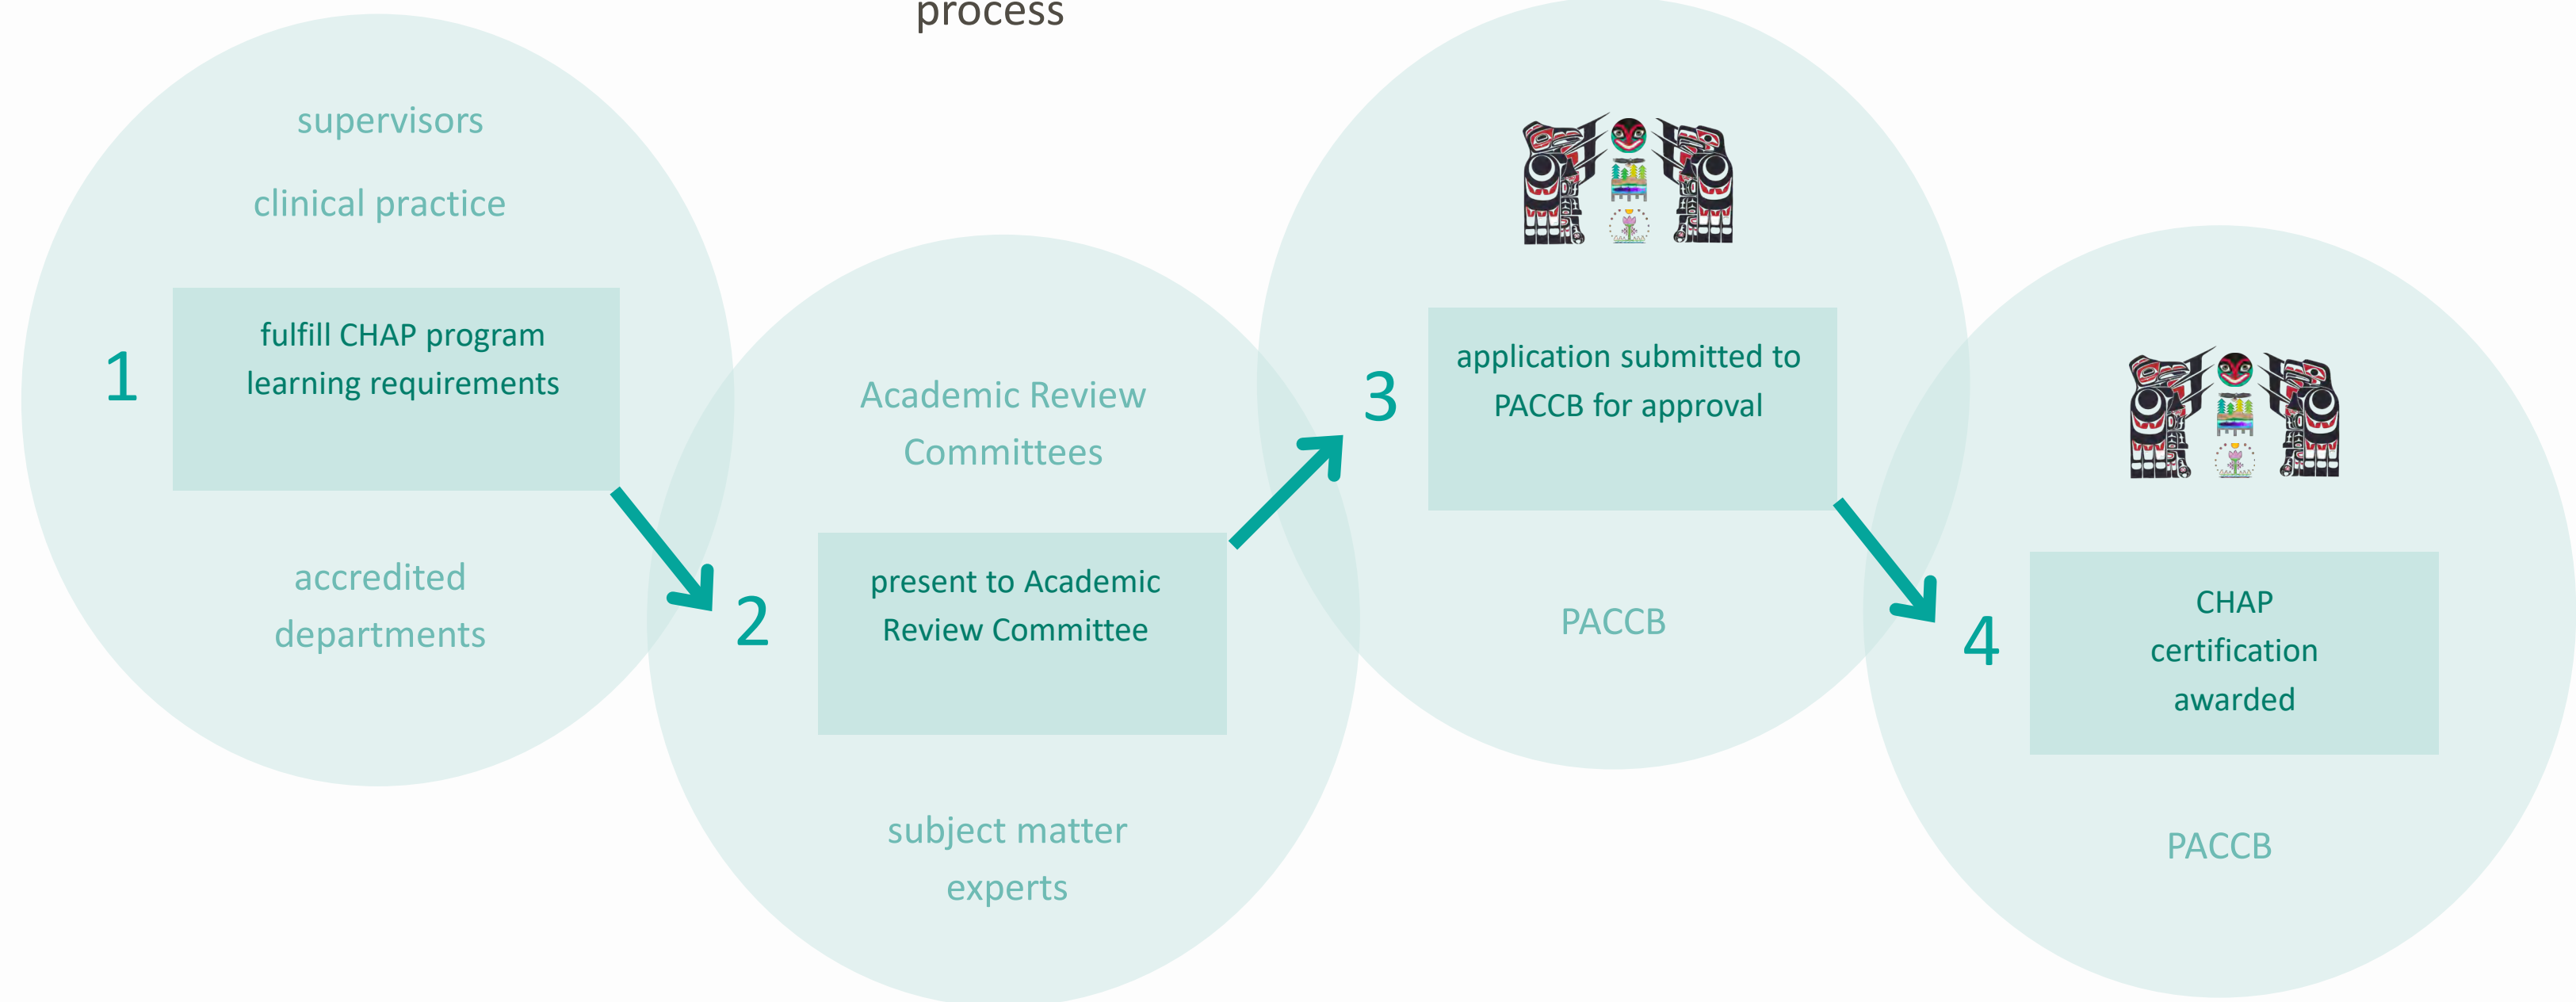 process
supervisors
clinical practice
1
fulfill CHAP program
learning requirements
accredited
departments
Academic Review
Committees
2
present to Academic
Review Committee
subject matter
experts
3
application submitted to
PACCB for approval
PACCB
4
CHAP
certification
awarded
PACCB